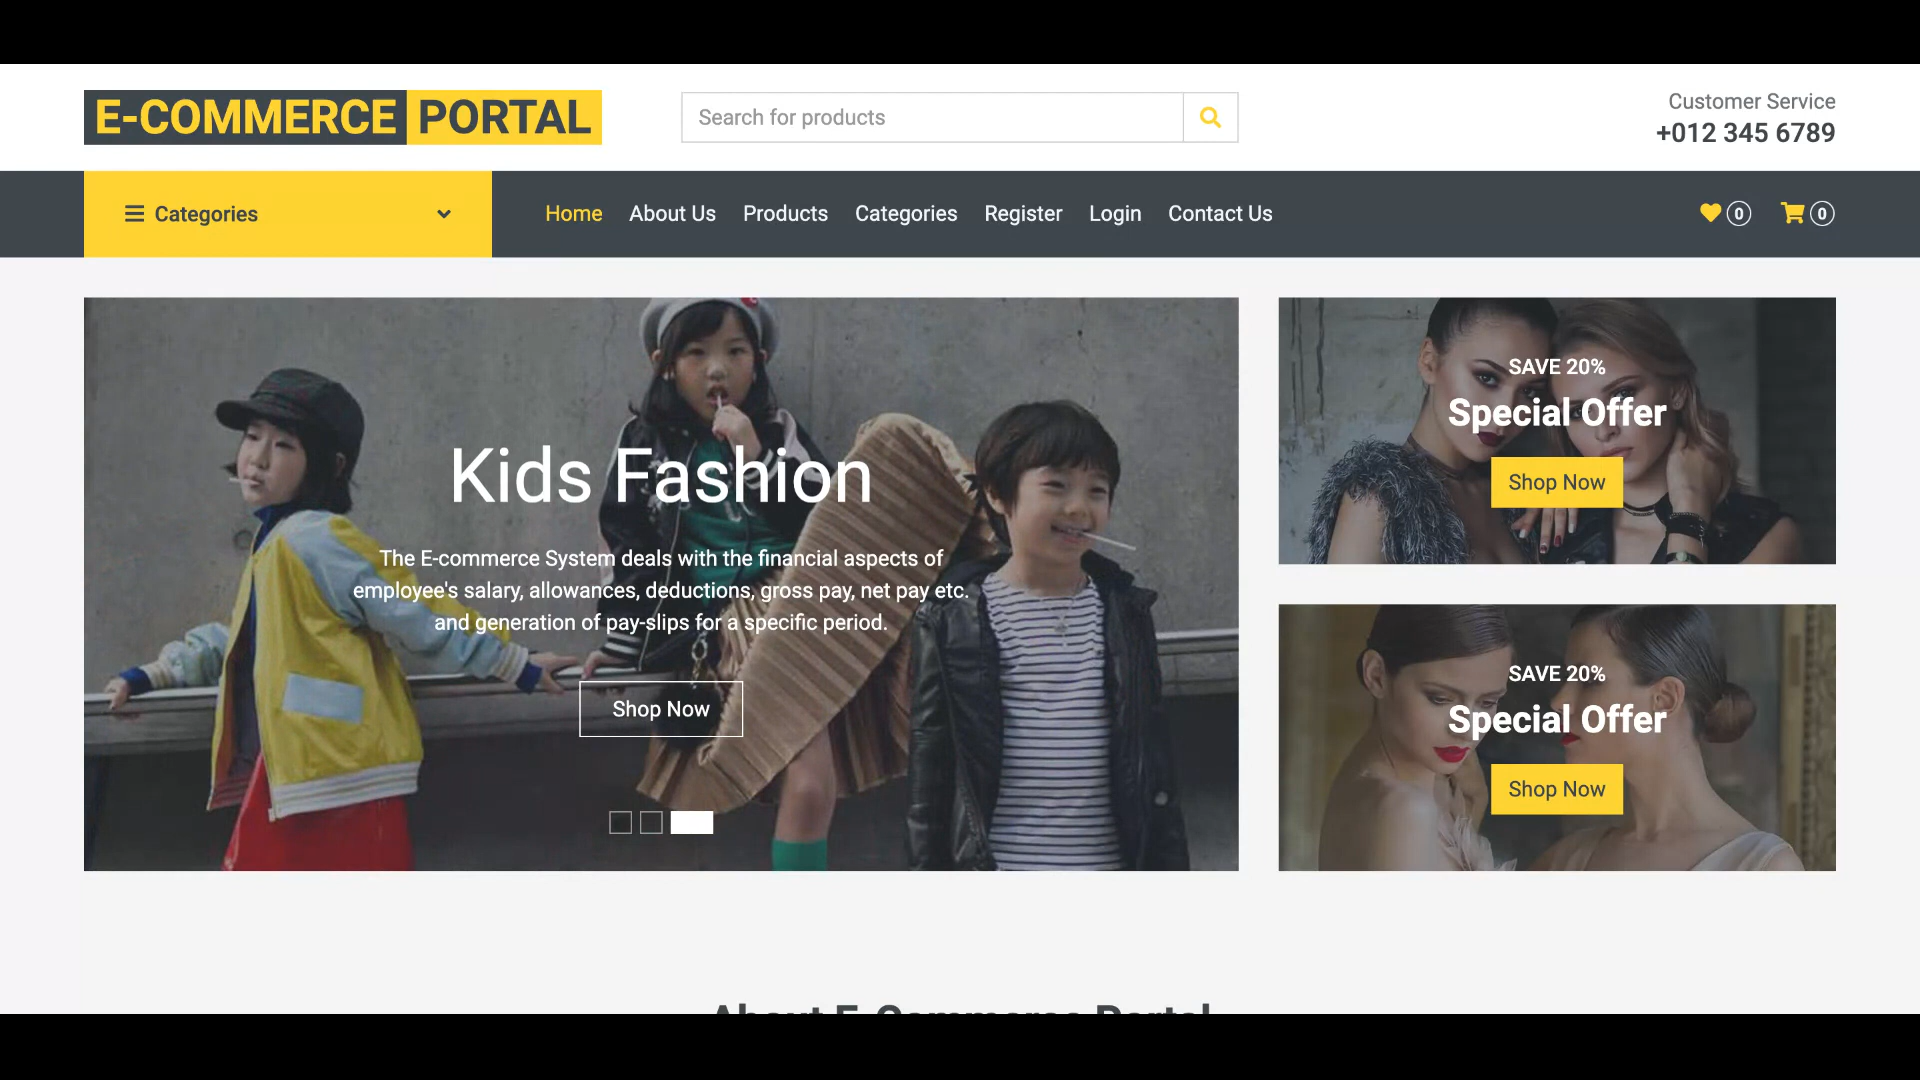 E-COMMERCE PORTAL
Search for products
Customer Service
+012 345 6789
Categories
Home About Us Products Categories Register Login Contact Us
0 0
Kids Fashion
The E-commerce System deals with the financial aspects of
employee's salary, allowances, deductions, gross pay, net pay etc.
and generation of pay-slips for a specific period.
Shop Now
SAVE 20%
Special Offer
Shop Now
SAVE 20%
Special Offer
Shop Now
About E-Commerce Portal